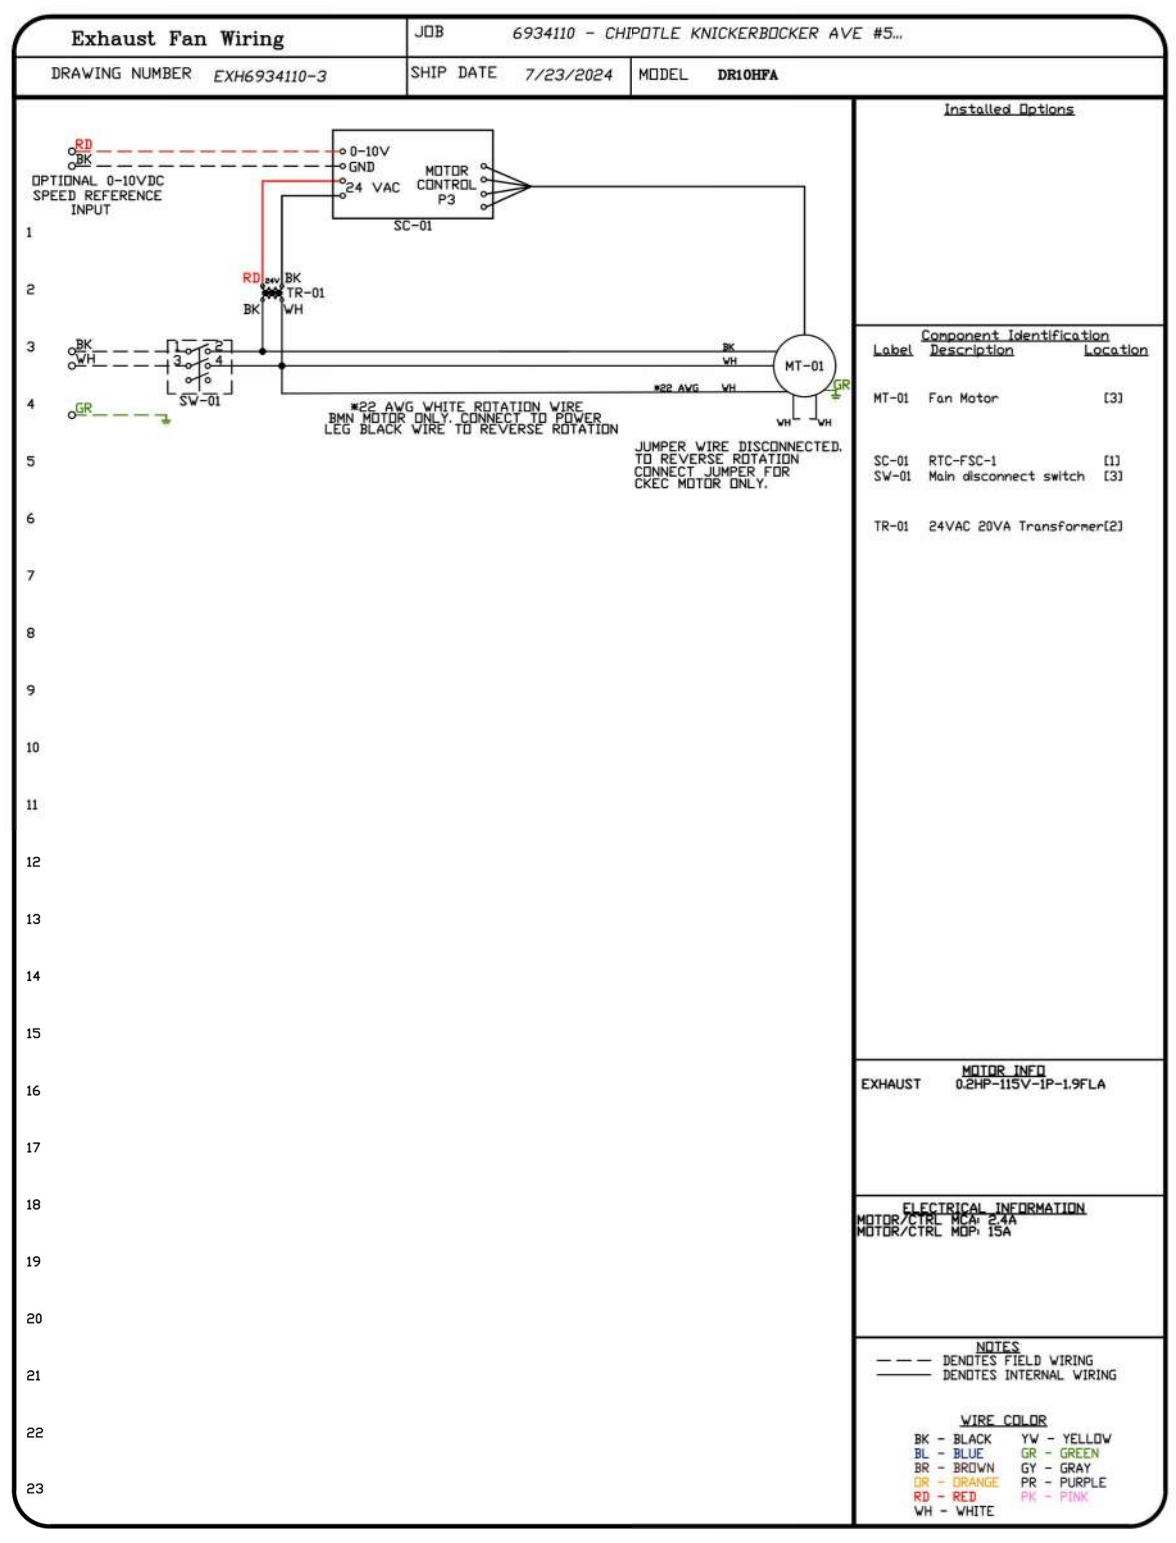 Exhaust Fan Wiring
JOB 6934110 - CHIPOTLE KNICKERBOCKER AVE #5...
DRAWING NUMBER EXH6934110-3
SHIP DATE 7/23/2024
MODEL DR10HFA
RD
BK
OPTIONAL 0-10VDC
SPEED REFERENCE
INPUT
0-10V
GND
24 VAC
MOTOR
CONTROL
P3
SC-01
RD 24V BK
TR-01
BK WH
BK
WH
1 2
3 4
SW-01
GR
BK
WH
*22 AWG WH
MT-01
GR
WH WH
*22 AWG WHITE ROTATION WIRE
BMN MOTOR ONLY. CONNECT TO POWER
LEG BLACK WIRE TO REVERSE ROTATION
JUMPER WIRE DISCONNECTED.
TO REVERSE ROTATION
CONNECT JUMPER FOR
CKEC MOTOR ONLY.
1
2
3
4
5
6
7
8
9
10
11
12
13
14
15
16
17
18
19
20
21
22
23
Installed Options
Component Identification
Label Description Location
MT-01 Fan Motor [3]
SC-01 RTC-FSC-1 [1]
SW-01 Main disconnect switch [3]
TR-01 24VAC 20VA Transformer[2]
MOTOR INFO
EXHAUST 0.2HP-115V-1P-1.9FLA
ELECTRICAL INFORMATION
MOTOR/CTRL MCA: 2.4A
MOTOR/CTRL MOP: 15A
NOTES
DENOTES FIELD WIRING
DENOTES INTERNAL WIRING
WIRE COLOR
BK - BLACK YW - YELLOW
BL - BLUE GR - GREEN
BR - BROWN GY - GRAY
OR - ORANGE PR - PURPLE
RD - RED PK - PINK
WH - WHITE